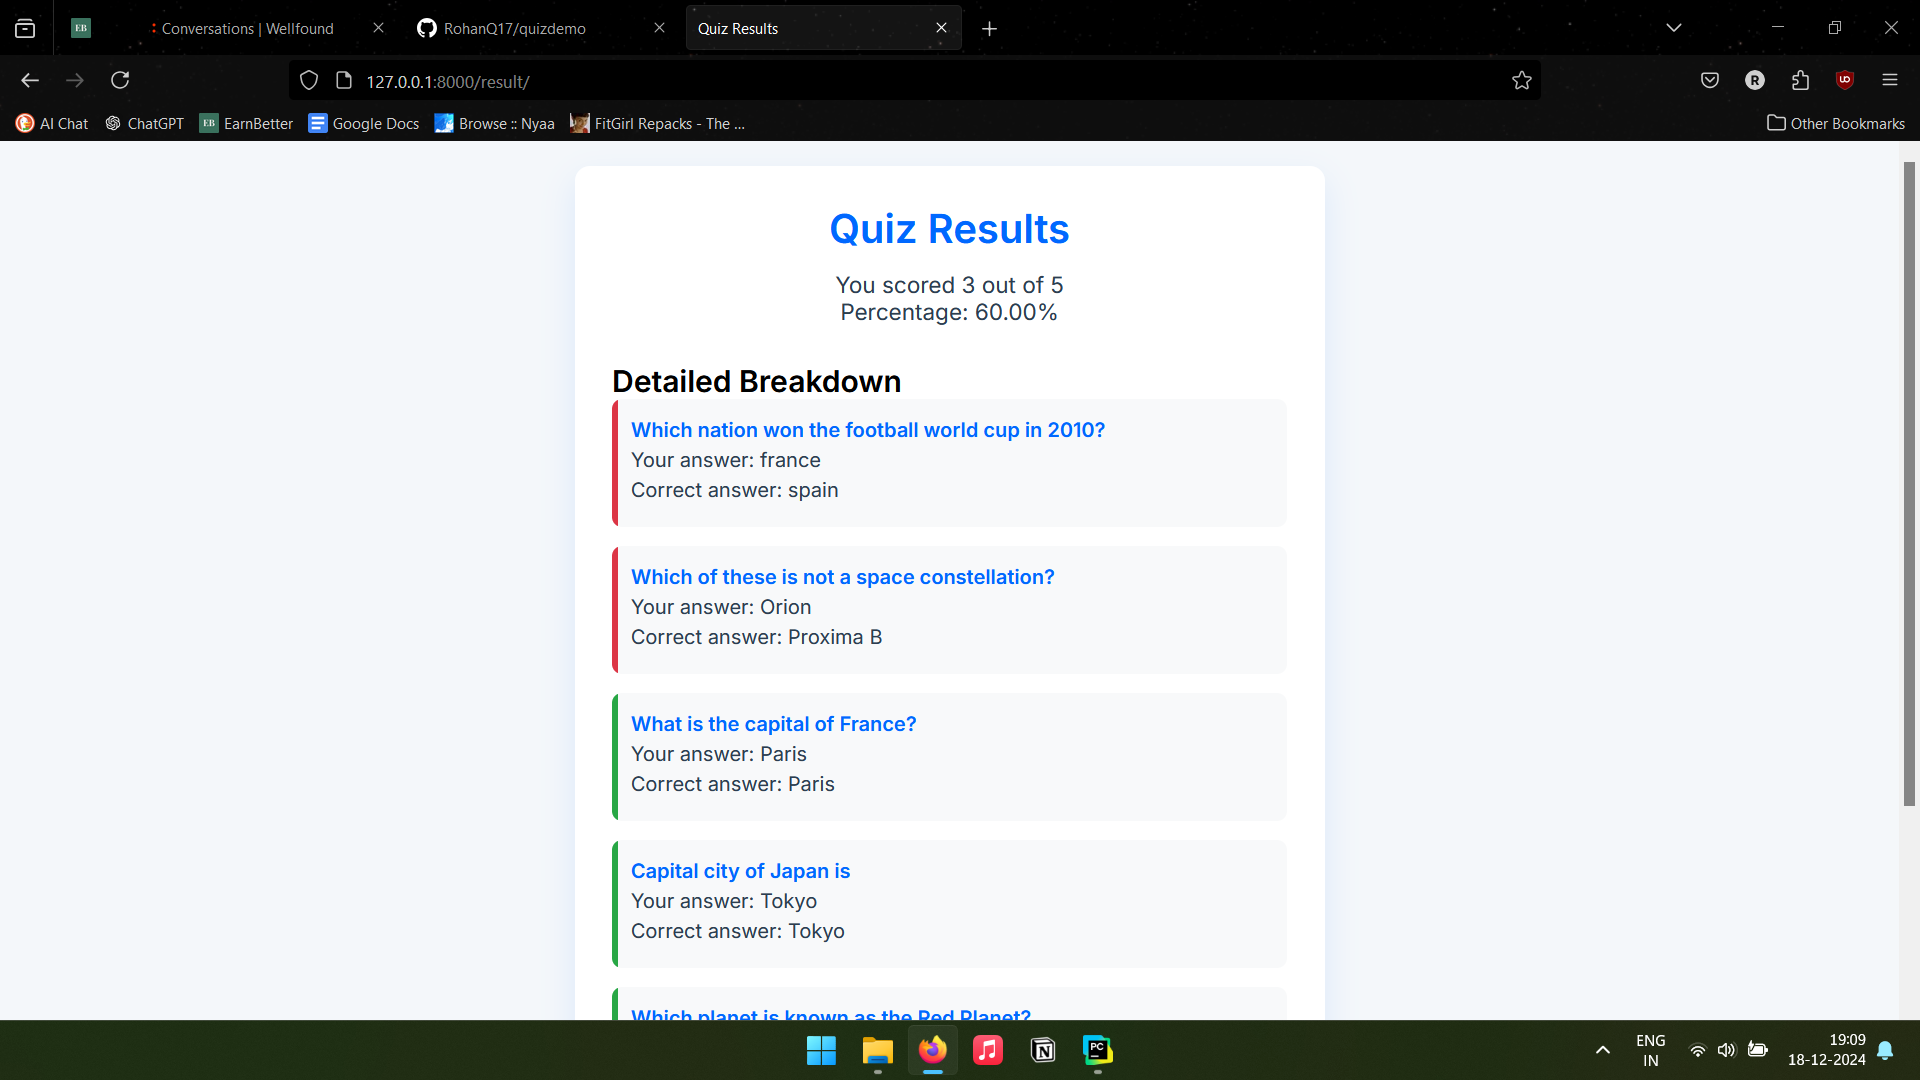 EB
Conversations | Wellfound
RohanQ17/quizdemo
Quiz Results
127.0.0.1:8000/result/
R
AI Chat
ChatGPT
EB EarnBetter
Google Docs
Browse :: Nyaa
FitGirl Repacks - The ...
Other Bookmarks
Quiz Results
You scored 3 out of 5
Percentage: 60.00%
Detailed Breakdown
Which nation won the football world cup in 2010?
Your answer: france
Correct answer: spain
Which of these is not a space constellation?
Your answer: Orion
Correct answer: Proxima B
What is the capital of France?
Your answer: Paris
Correct answer: Paris
Capital city of Japan is
Your answer: Tokyo
Correct answer: Tokyo
Which planet is known as the Red Planet?
PC
ENG
IN
19:09
18-12-2024